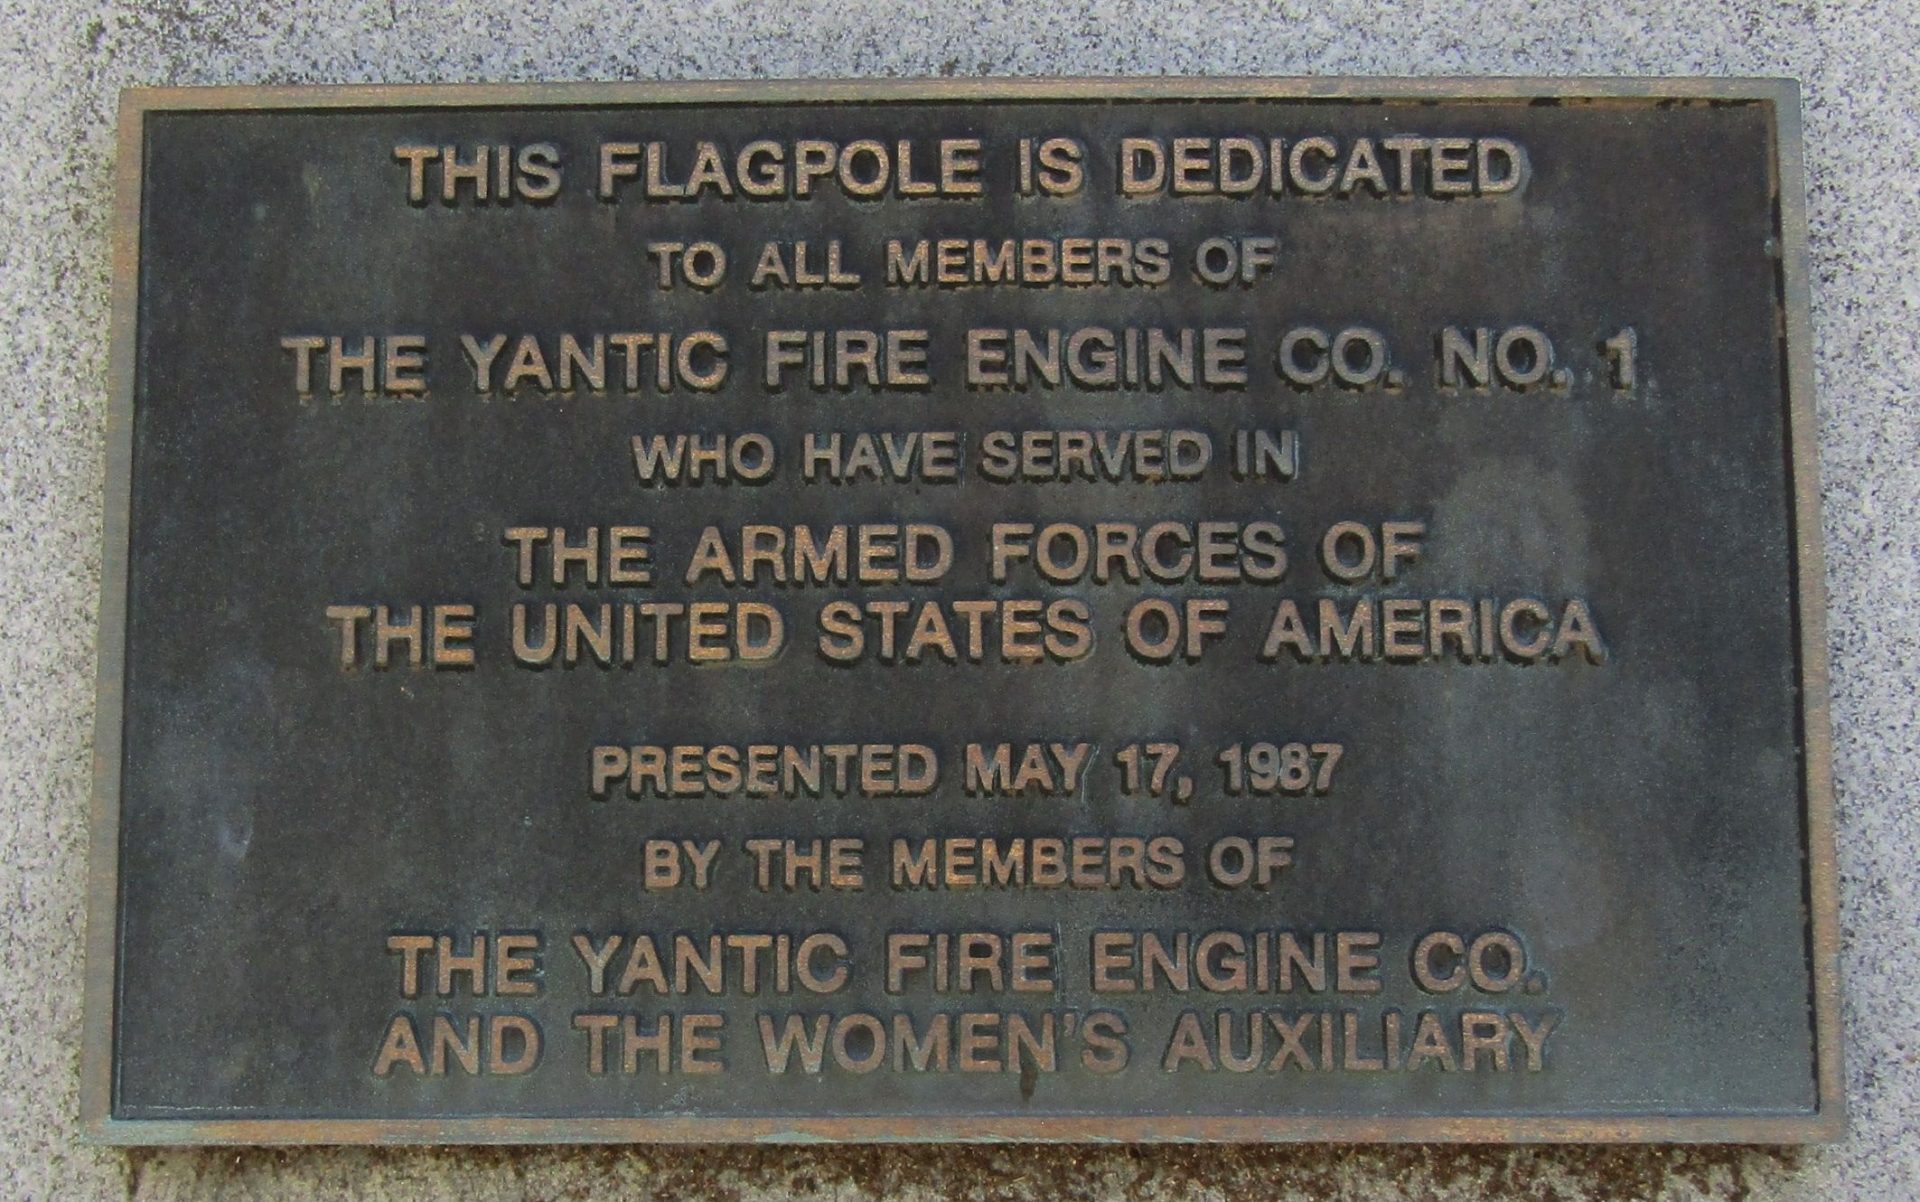 THIS FLAGPOLE IS DEDICATED
TO ALL MEMBERS OF
THE YANTIC FIRE ENGINE CO. NO. 1
WHO HAVE SERVED IN
THE ARMED FORCES OF
THE UNITED STATES OF AMERICA
PRESENTED MAY 17, 1987
BY THE MEMBERS OF
THE YANTIC FIRE ENGINE CO.
AND THE WOMEN'S AUXILIARY